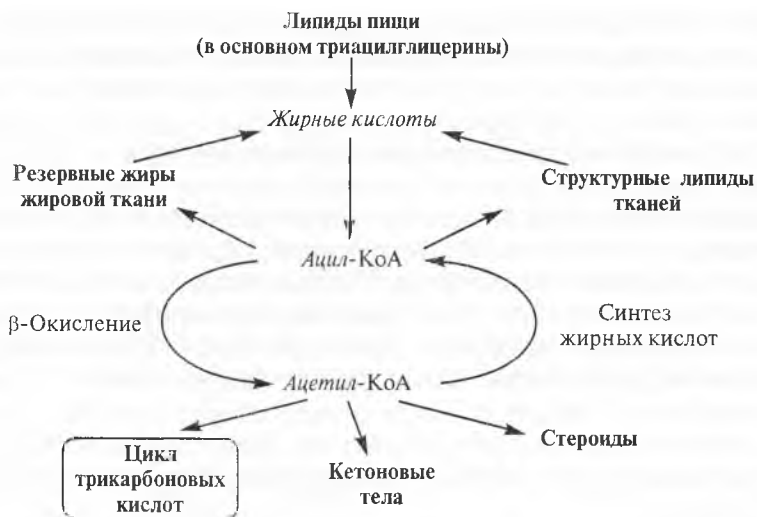 Липиды пищи
(в основном триацилглицерины)
Жирные кислоты
Резервные жиры
жировой ткани
Структурные липиды
тканей
Ацил-КоА
β-Окисление
Синтез
жирных кислот
Ацетил-КоА
Цикл
трикарбоновых
кислот
Кетоновые
тела
Стероиды